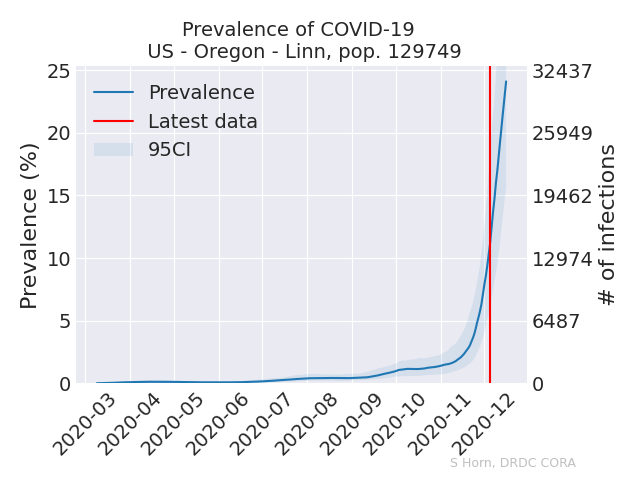 Prevalence of COVID-19
US - Oregon - Linn, pop. 129749
Prevalence
Latest data
95CI
Prevalence (%)
25
20
15
10
5
0
32437
25949
19462
12974
6487
0
# of infections
2020-03
2020-04
2020-05
2020-06
2020-07
2020-08
2020-09
2020-10
2020-11
2020-12
S Horn, DRDC CORA